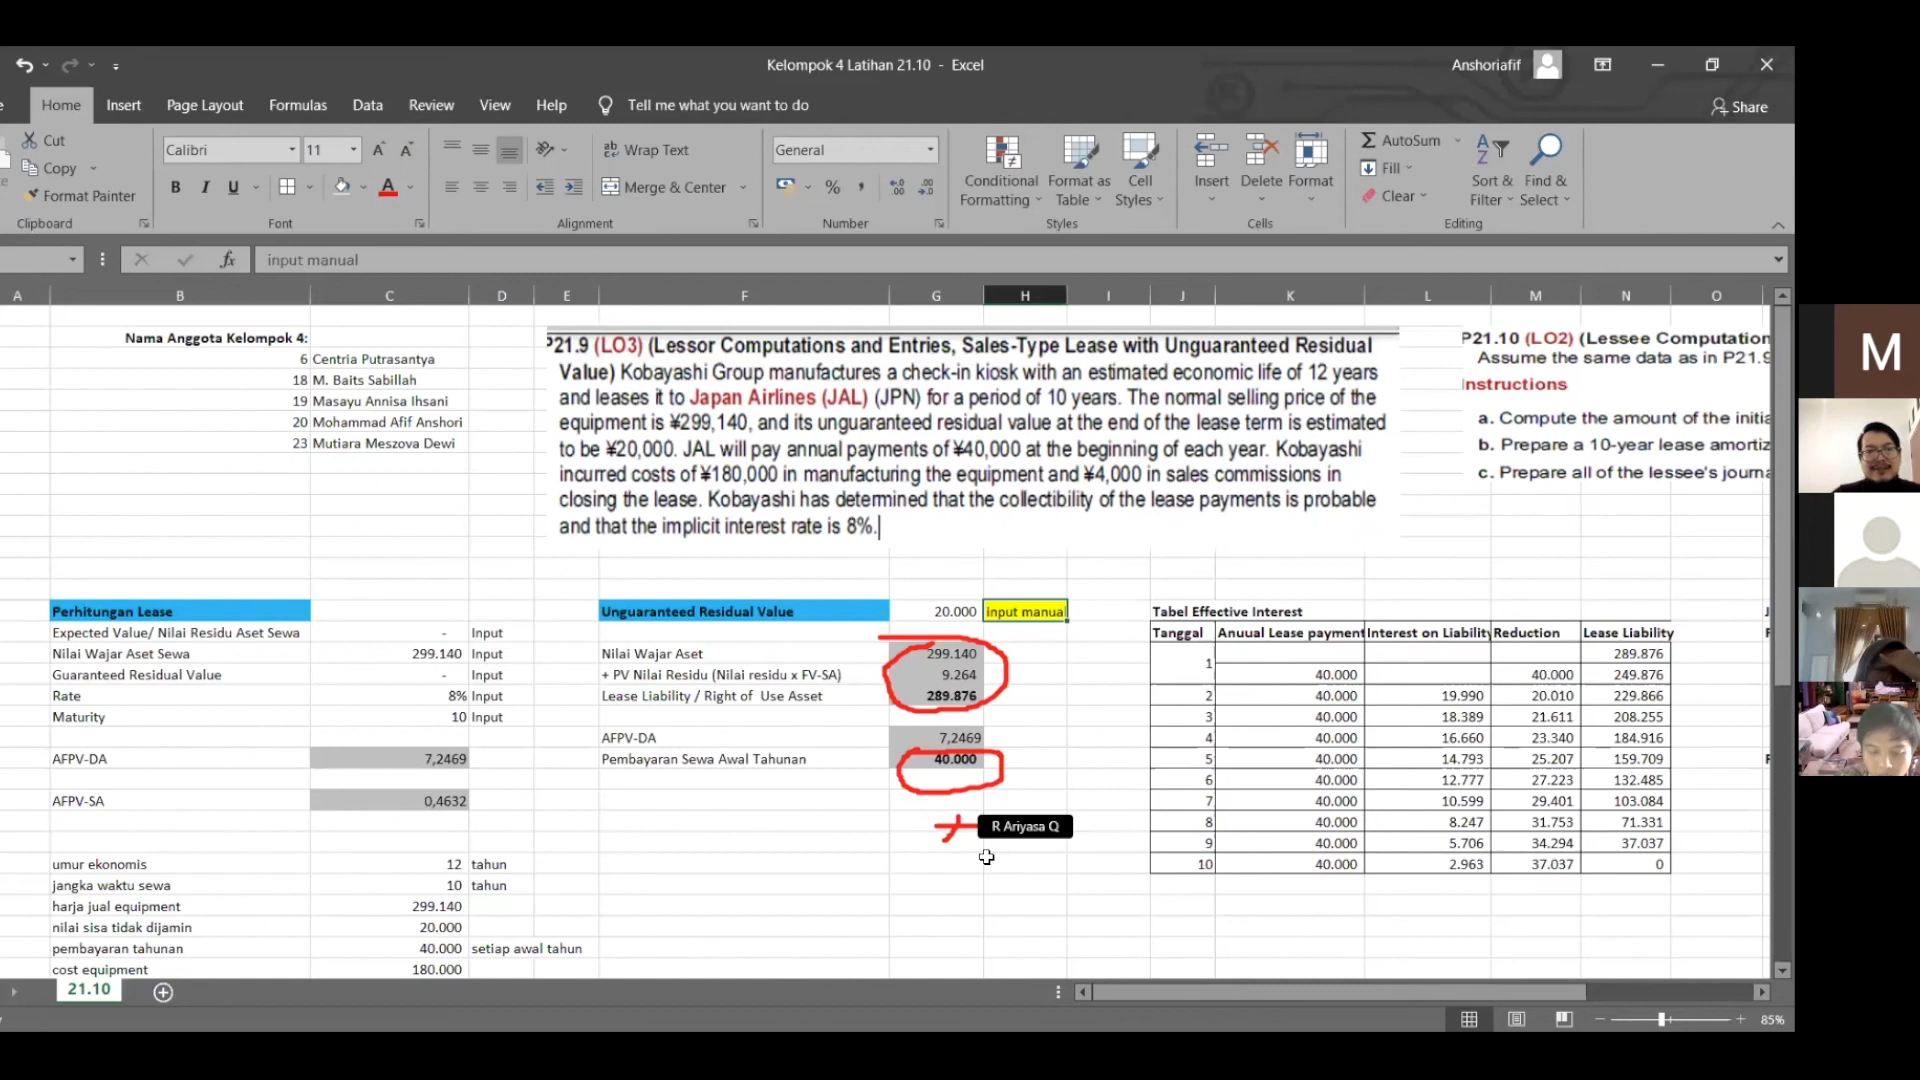 Kelompok 4 Latihan 21.10 - Excel
Anshoriafif
Home Insert Page Layout Formulas Data Review View Help Tell me what you want to do
Share
Cut
Copy
Format Painter
Clipboard
Calibri 11
B I U
Font
Wrap Text
Merge & Center
Alignment
General
Number
Conditional Formatting
Format as Table
Cell Styles
Styles
Insert Delete Format
Cells
AutoSum
Fill
Clear
Sort & Filter
Find & Select
Editing
fx input manual
A B C D E F G H I J K L M N O
Nama Anggota Kelompok 4:
6 Centria Putrasantya
18 M. Baits Sabillah
19 Masayu Annisa Ihsani
20 Mohammad Afif Anshori
23 Mutiara Meszova Dewi
P21.9 (LO3) (Lessor Computations and Entries, Sales-Type Lease with Unguaranteed Residual
Value) Kobayashi Group manufactures a check-in kiosk with an estimated economic life of 12 years
and leases it to Japan Airlines (JAL) (JPN) for a period of 10 years. The normal selling price of the
equipment is ¥299,140, and its unguaranteed residual value at the end of the lease term is estimated
to be ¥20,000. JAL will pay annual payments of ¥40,000 at the beginning of each year. Kobayashi
incurred costs of ¥180,000 in manufacturing the equipment and ¥4,000 in sales commissions in
closing the lease. Kobayashi has determined that the collectibility of the lease payments is probable
and that the implicit interest rate is 8%.
P21.10 (LO2) (Lessee Computation
Assume the same data as in P21.9
Instructions
a. Compute the amount of the initia
b. Prepare a 10-year lease amortiz
c. Prepare all of the lessee's journa
Perhitungan Lease
Expected Value/ Nilai Residu Aset Sewa - Input
Nilai Wajar Aset Sewa 299.140 Input
Guaranteed Residual Value - Input
Rate 8% Input
Maturity 10 Input
AFPV-DA 7,2469
AFPV-SA 0,4632
umur ekonomis 12 tahun
jangka waktu sewa 10 tahun
harja jual equipment 299.140
nilai sisa tidak dijamin 20.000
pembayaran tahunan 40.000 setiap awal tahun
cost equipment 180.000
Unguaranteed Residual Value 20.000 input manual
Nilai Wajar Aset 299.140
+ PV Nilai Residu (Nilai residu x FV-SA) 9.264
Lease Liability / Right of Use Asset 289.876
AFPV-DA 7,2469
Pembayaran Sewa Awal Tahunan 40.000
R Ariyasa Q
Tabel Effective Interest
Tanggal Anuual Lease payment Interest on Liability Reduction Lease Liability
1 289.876
40.000 40.000 249.876
2 40.000 19.990 20.010 229.866
3 40.000 18.389 21.611 208.255
4 40.000 16.660 23.340 184.916
5 40.000 14.793 25.207 159.709
6 40.000 12.777 27.223 132.485
7 40.000 10.599 29.401 103.084
8 40.000 8.247 31.753 71.331
9 40.000 5.706 34.294 37.037
10 40.000 2.963 37.037 0
21.10
85%
M